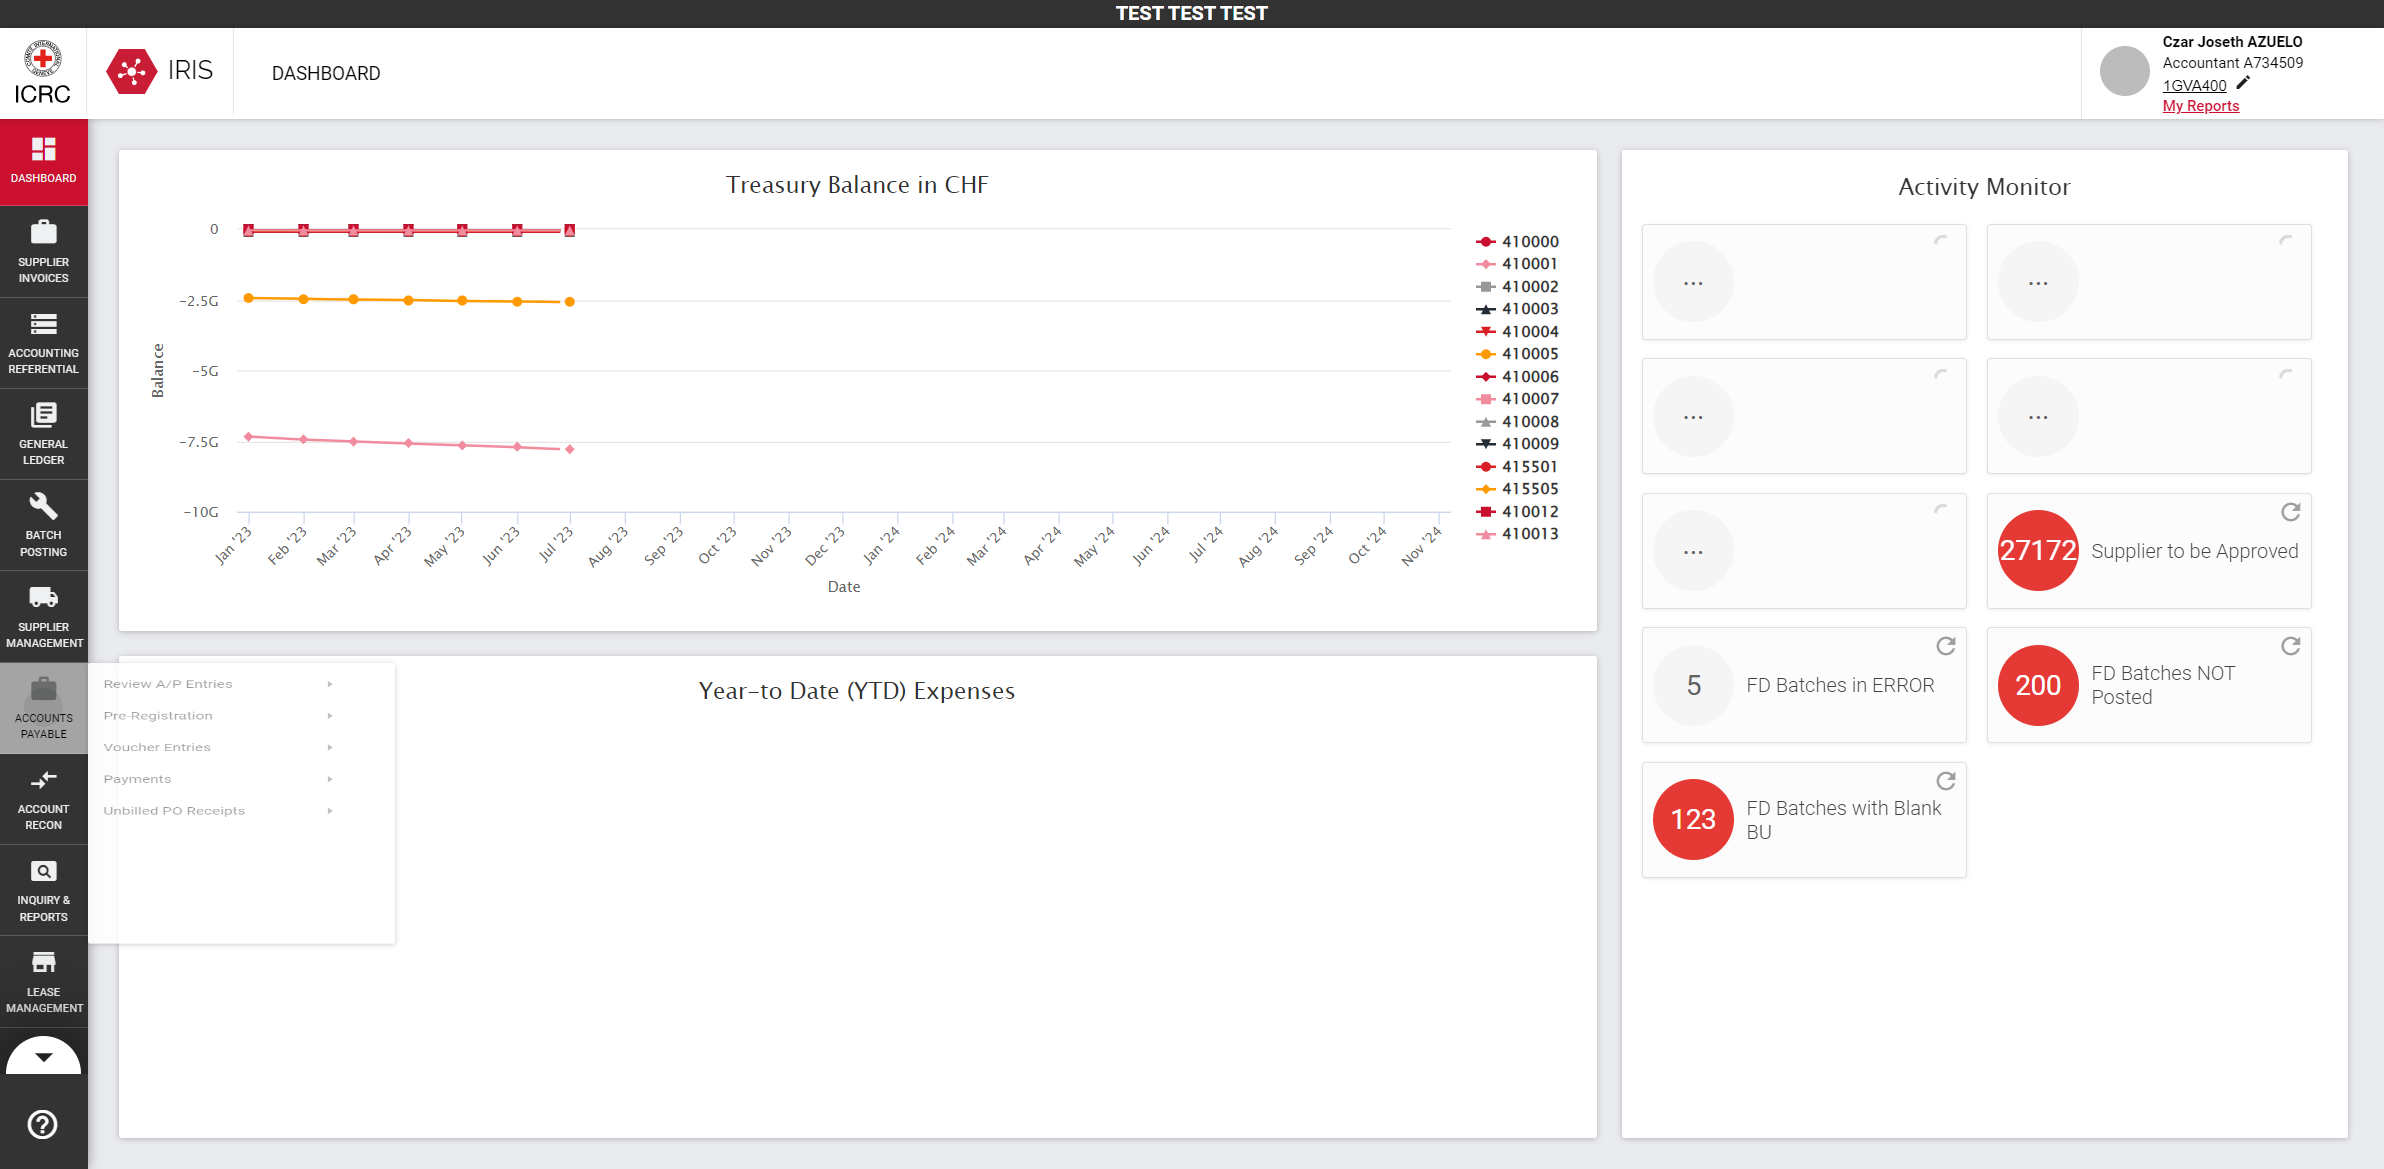 TEST TEST TEST
ICRC
IRIS
DASHBOARD
Czar Joseth AZUELO
Accountant A734509
1GVA400
My Reports
DASHBOARD
SUPPLIER
INVOICES
ACCOUNTING
REFERENTIAL
GENERAL
LEDGER
BATCH
POSTING
SUPPLIER
MANAGEMENT
ACCOUNTS
PAYABLE
ACCOUNT
RECON
INQUIRY &
REPORTS
LEASE
MANAGEMENT
Review A/P Entries
Pre-Registration
Voucher Entries
Payments
Unbilled PO Receipts
Treasury Balance in CHF
Balance
0
−2.5G
−5G
−7.5G
−10G
Jan '23
Feb '23
Mar '23
Apr '23
May '23
Jun '23
Jul '23
Aug '23
Sep '23
Oct '23
Nov '23
Dec '23
Jan '24
Feb '24
Mar '24
Apr '24
May '24
Jun '24
Jul '24
Aug '24
Sep '24
Oct '24
Nov '24
Date
410000
410001
410002
410003
410004
410005
410006
410007
410008
410009
415501
415505
410012
410013
Year-to Date (YTD) Expenses
Activity Monitor
...
...
...
...
...
27172 Supplier to be Approved
5 FD Batches in ERROR
200 FD Batches NOT
Posted
123 FD Batches with Blank
BU